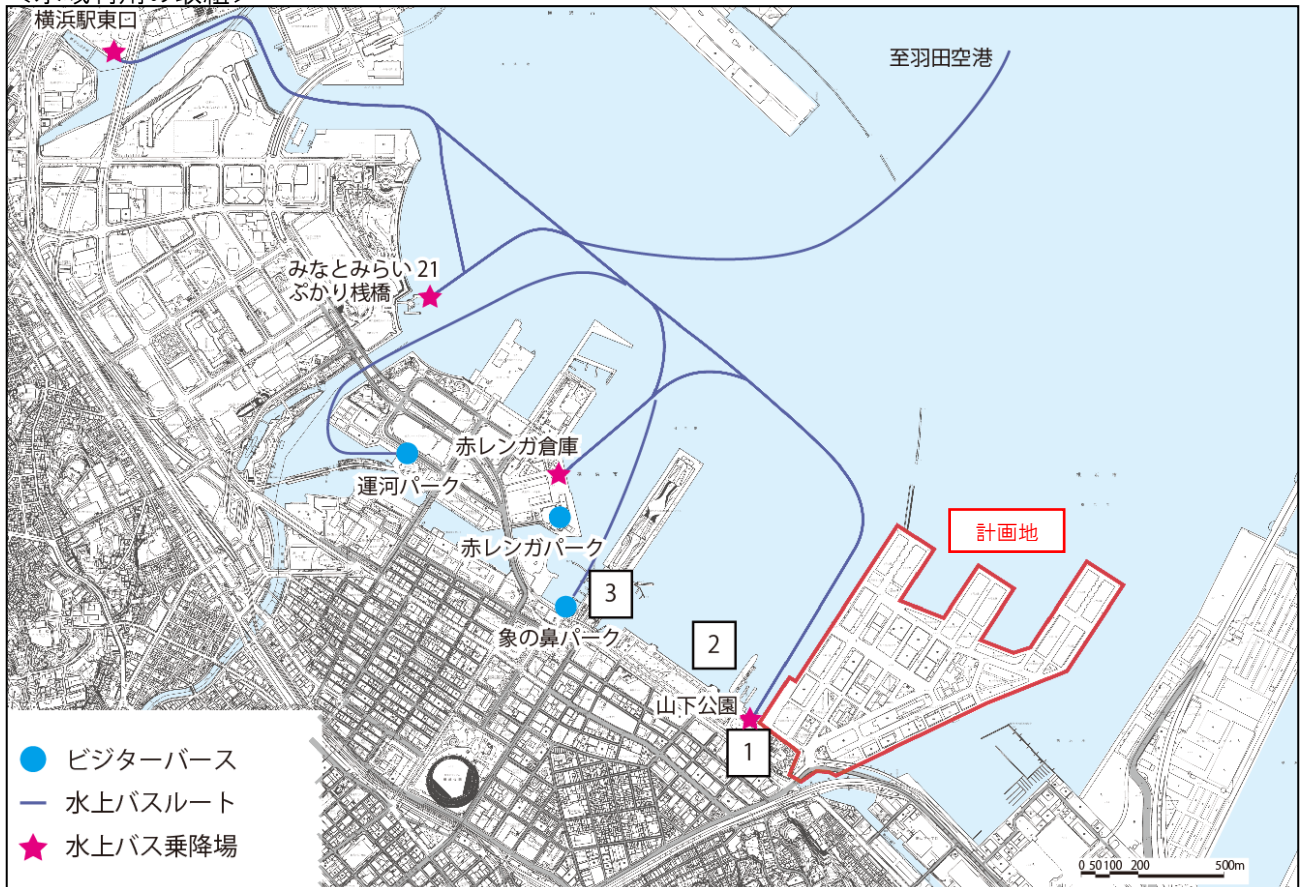 横浜駅東口
至羽田空港
みなとみらい 21
ぷかり桟橋
赤レンガ倉庫
運河パーク
計画地
赤レンガパーク
3
象の鼻パーク
2
山下公園
1
ビジターバース
水上バスルート
水上バス乗降場
0 50 100 200 500m